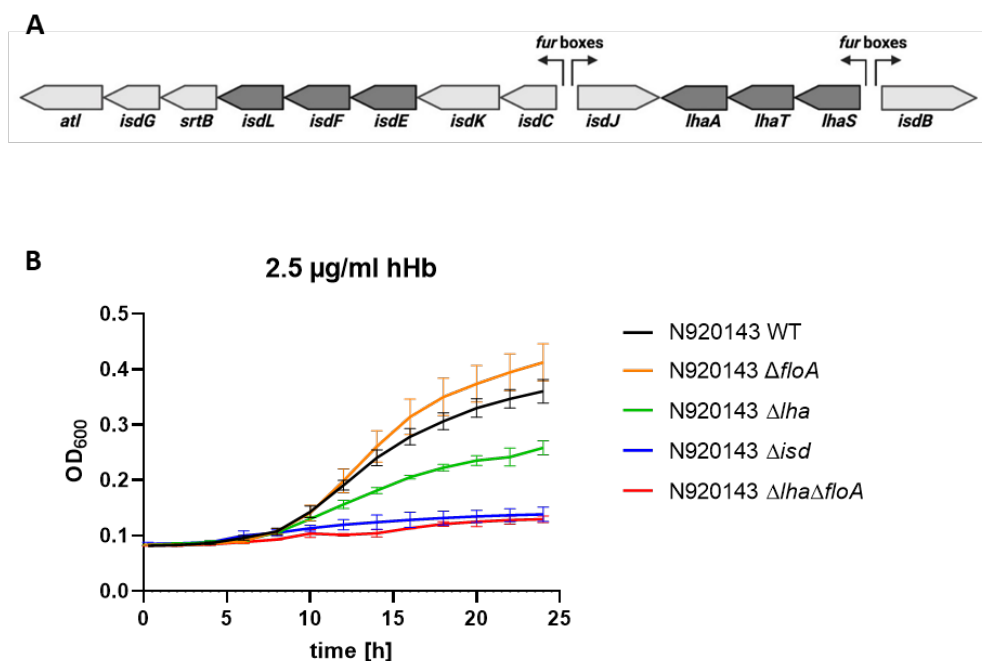 A
fur boxes fur boxes
atl isdG srtB isdL isdF isdE isdK isdC isdJ lhaA lhaT lhaS isdB
B
2.5 µg/ml hHb
0.5
0.4
0.3
0.2
0.1
0.0
OD600
0 5 10 15 20 25
time [h]
N920143 WT
N920143 ΔfloA
N920143 Δlha
N920143 Δisd
N920143 ΔlhaΔfloA